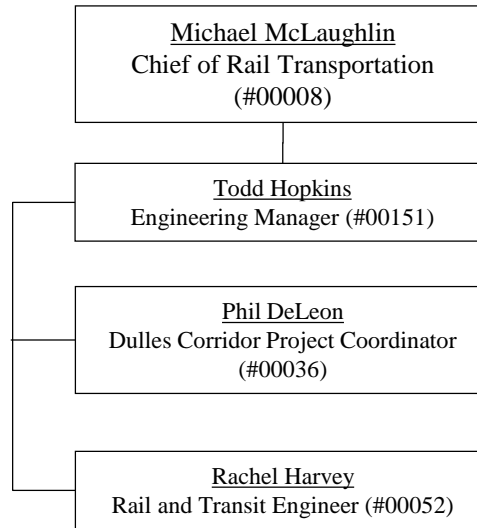 Michael McLaughlin
Chief of Rail Transportation
(#00008)
Todd Hopkins
Engineering Manager (#00151)
Phil DeLeon
Dulles Corridor Project Coordinator
(#00036)
Rachel Harvey
Rail and Transit Engineer (#00052)